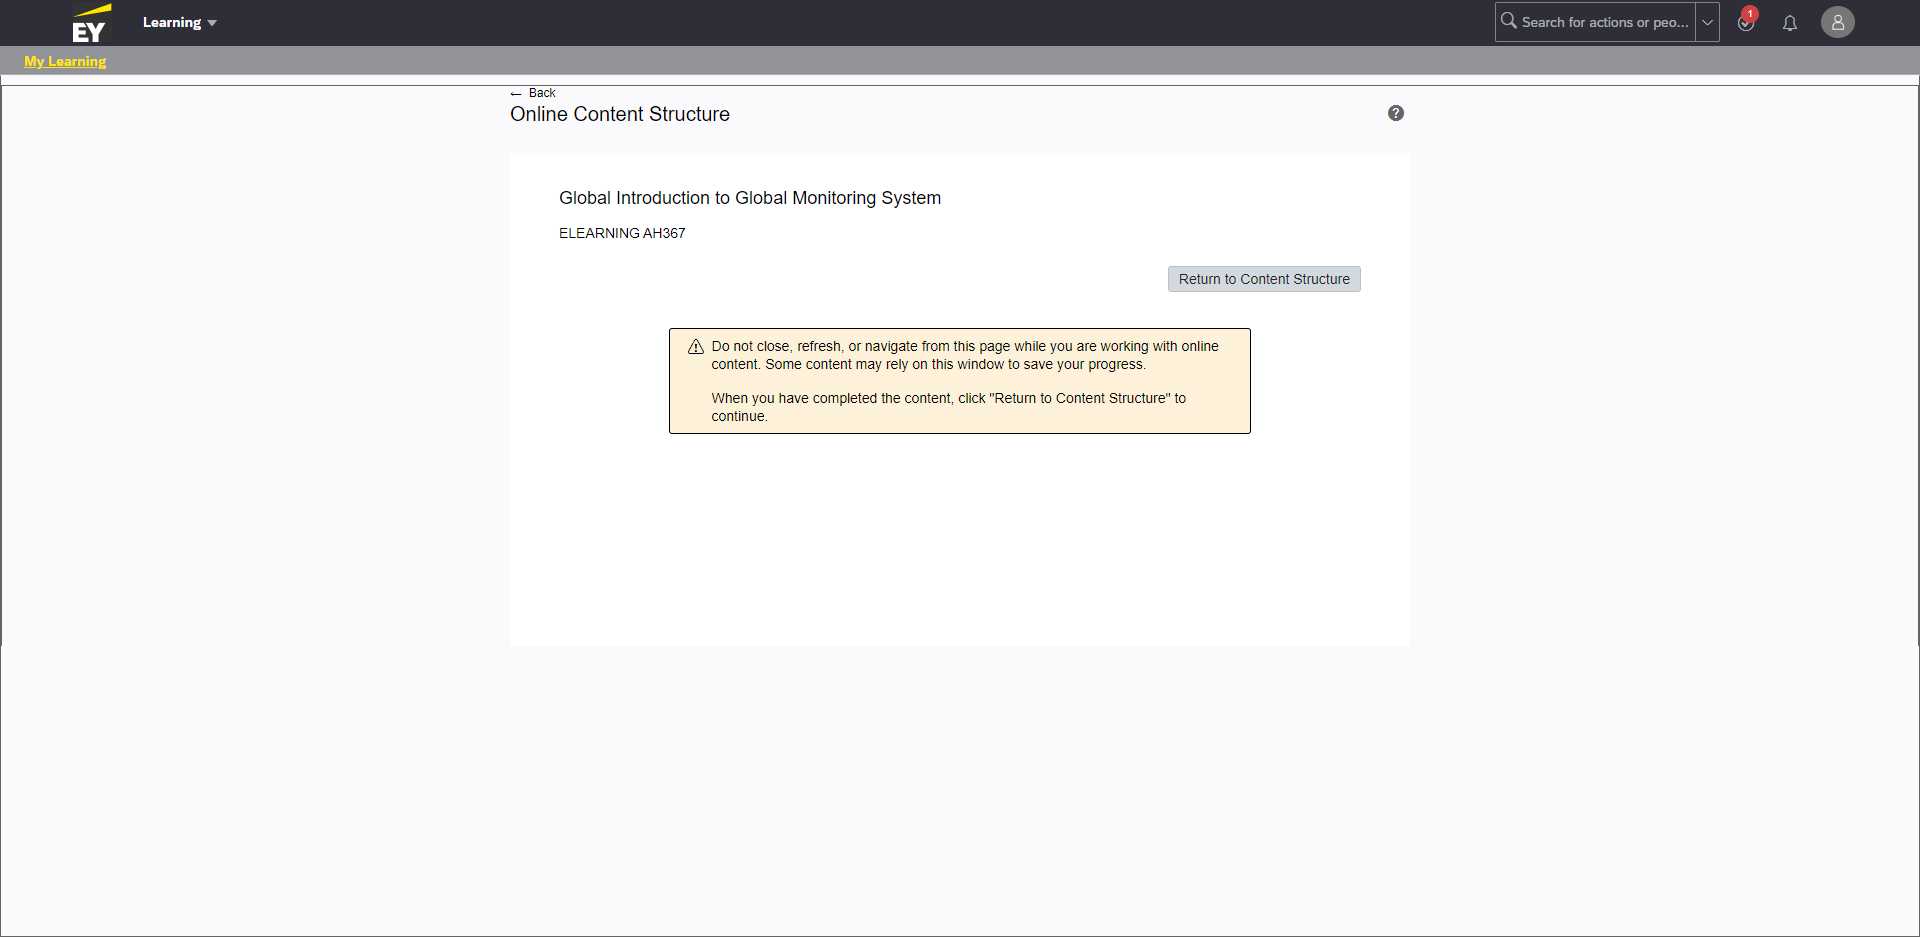 EY
Learning
Search for actions or peo...
1
My Learning
← Back
Online Content Structure
?
Global Introduction to Global Monitoring System
ELEARNING AH367
Return to Content Structure
Do not close, refresh, or navigate from this page while you are working with online
content. Some content may rely on this window to save your progress.
When you have completed the content, click "Return to Content Structure" to
continue.